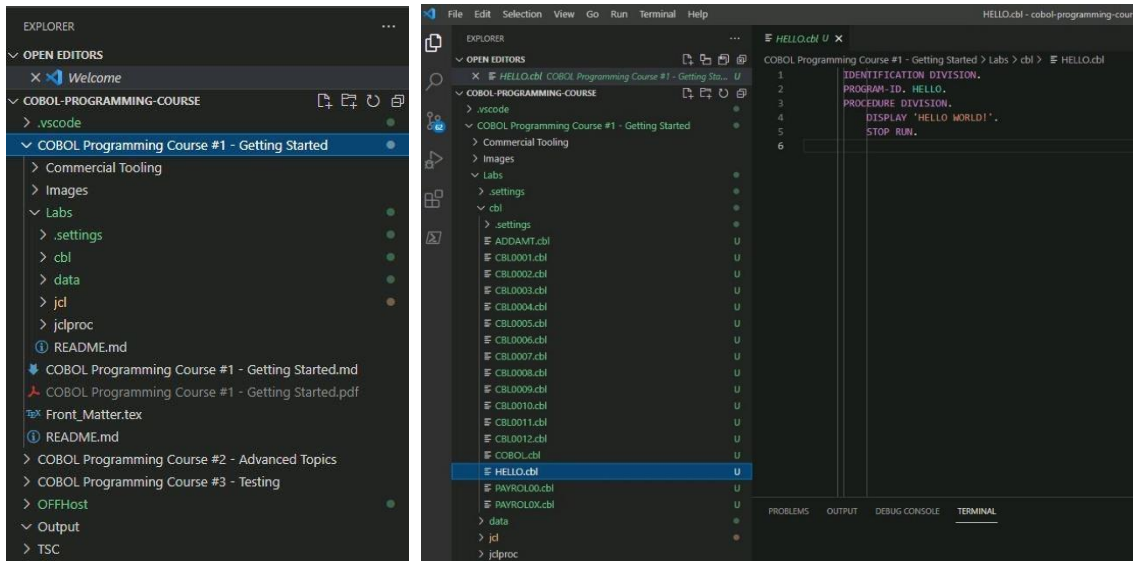 EXPLORER
OPEN EDITORS
Welcome
COBOL-PROGRAMMING-COURSE
.vscode
COBOL Programming Course #1 - Getting Started
Commercial Tooling
Images
Labs
.settings
cbl
data
jcl
jclproc
README.md
COBOL Programming Course #1 - Getting Started.md
COBOL Programming Course #1 - Getting Started.pdf
TEX Front_Matter.tex
README.md
COBOL Programming Course #2 - Advanced Topics
COBOL Programming Course #3 - Testing
OFFHost
Output
TSC
File Edit Selection View Go Run Terminal Help
HELLO.cbl - cobol-programming-cour
EXPLORER
OPEN EDITORS
HELLO.cbl COBOL Programming Course #1 - Getting Sta... U
COBOL-PROGRAMMING-COURSE
.vscode
COBOL Programming Course #1 - Getting Started
Commercial Tooling
Images
Labs
.settings
cbl
.settings
ADDAMT.cbl U
CBL0001.cbl U
CBL0002.cbl U
CBL0003.cbl U
CBL0004.cbl U
CBL0005.cbl U
CBL0006.cbl U
CBL0007.cbl U
CBL0008.cbl U
CBL0009.cbl U
CBL0010.cbl U
CBL0011.cbl U
CBL0012.cbl U
COBOL.cbl U
HELLO.cbl U
PAYROL00.cbl U
PAYROL0X.cbl U
data
jcl
jclproc
62
HELLO.cbl U
COBOL Programming Course #1 - Getting Started > Labs > cbl > HELLO.cbl
1 IDENTIFICATION DIVISION.
2 PROGRAM-ID. HELLO.
3 PROCEDURE DIVISION.
4 DISPLAY 'HELLO WORLD!'.
5 STOP RUN.
6
PROBLEMS OUTPUT DEBUG CONSOLE TERMINAL